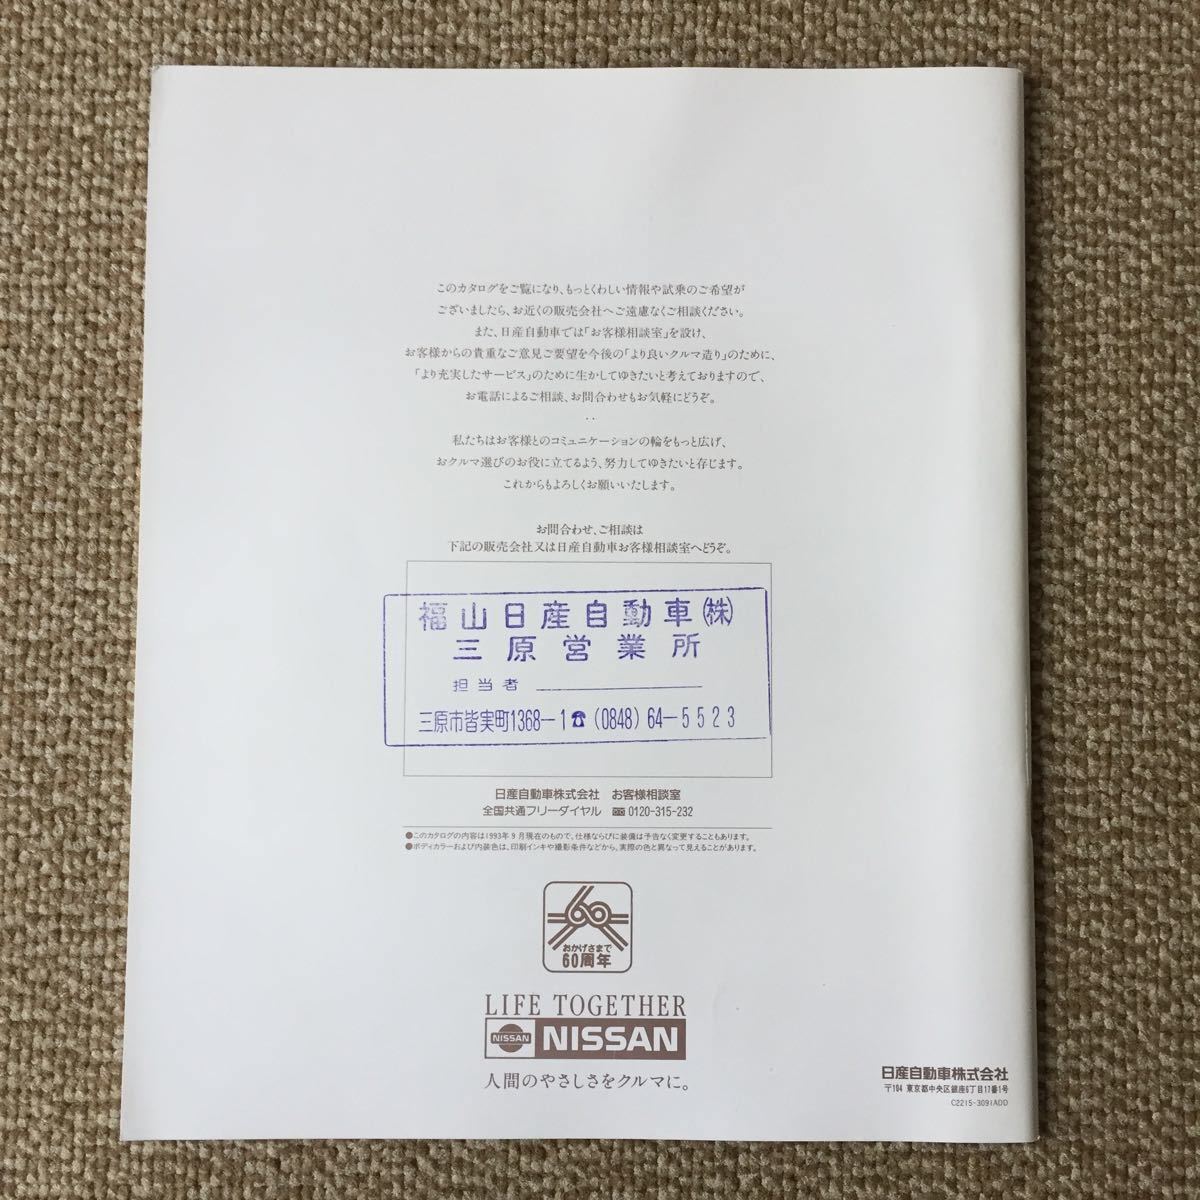 このカタログをご覧になり、もっとくわしい情報や試乗のご希望が
ございましたら、お近くの販売会社へご遠慮なくご相談ください。
また、日産自動車では「お客様相談室」を設け、
お客様からの貴重なご意見ご要望を今後の「より良いクルマ造り」のために、
「より充実したサービス」のために生かしてゆきたいと考えておりますので、
お電話によるご相談、お問合わせもお気軽にどうぞ。
‥
私たちはお客様とのコミュニケーションの輪をもっと広げ、
おクルマ選びのお役に立てるよう、努力してゆきたいと存じます。
これからもよろしくお願いいたします。
お問合わせ、ご相談は
下記の販売会社又は日産自動車お客様相談室へどうぞ。
福山日産自動車㈱
三原営業所
担当者
三原市皆実町1368-1☎(0848)64-5523
日産自動車株式会社 お客様相談室
全国共通フリーダイヤル 0120-315-232
●このカタログの内容は1993年9月現在のもので、仕様ならびに装備は予告なく変更することもあります。
●ボディカラーおよび内装色は、印刷インキや撮影条件などから、実際の色と異なって見えることがあります。
60
おかげさまで
60周年
LIFE TOGETHER
NISSAN NISSAN
人間のやさしさをクルマに。
日産自動車株式会社
〒104 東京都中央区銀座6丁目17番1号
C2215-3091ADD